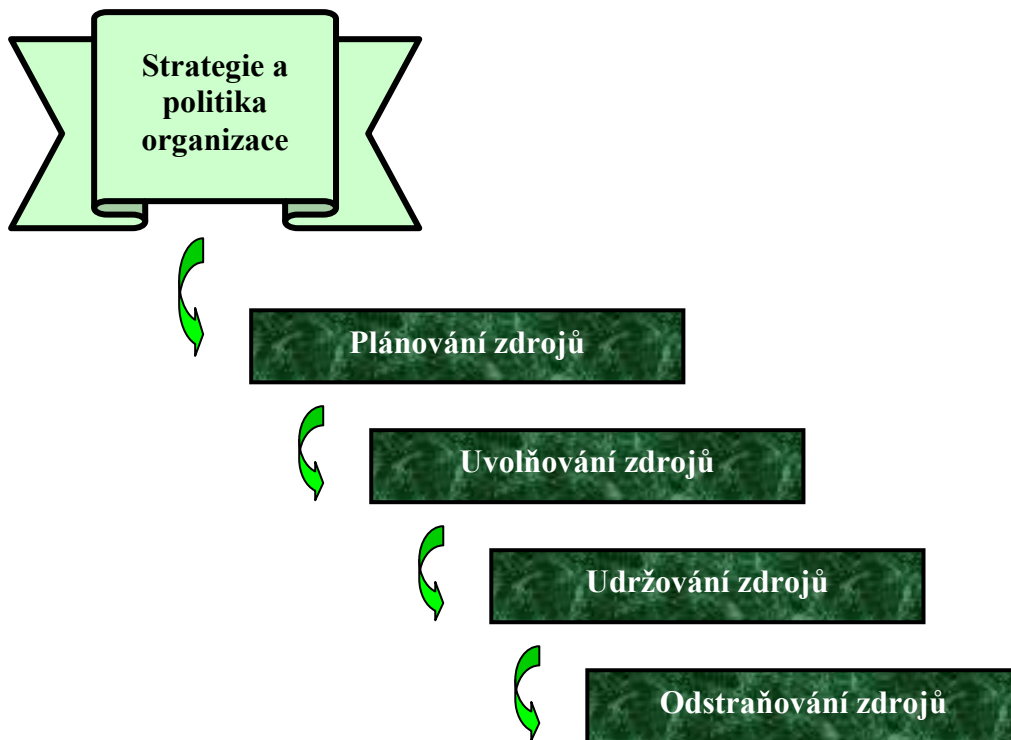 Strategie a
politika
organizace
Plánování zdrojů
Uvolňování zdrojů
Udržování zdrojů
Odstraňování zdrojů